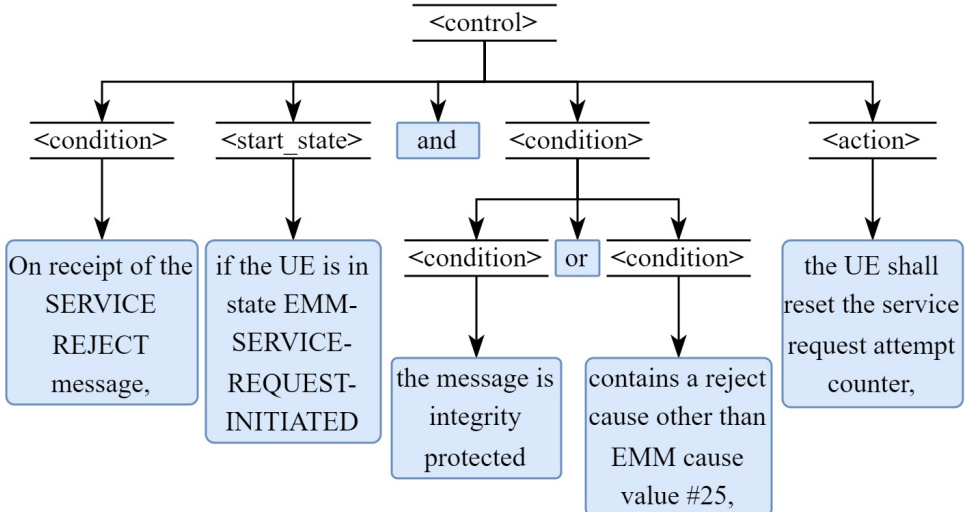 <control>
<condition>
<start_state>
and
<condition>
<action>
On receipt of the
SERVICE
REJECT
message,
if the UE is in
state EMM-
SERVICE-
REQUEST-
INITIATED
<condition>
or
<condition>
the message is
integrity
protected
contains a reject
cause other than
EMM cause
value #25,
the UE shall
reset the service
request attempt
counter,